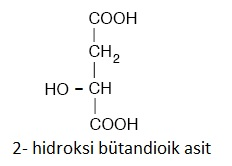 COOH
CH2
HO - CH
COOH
2- hidroksi bütandioik asit